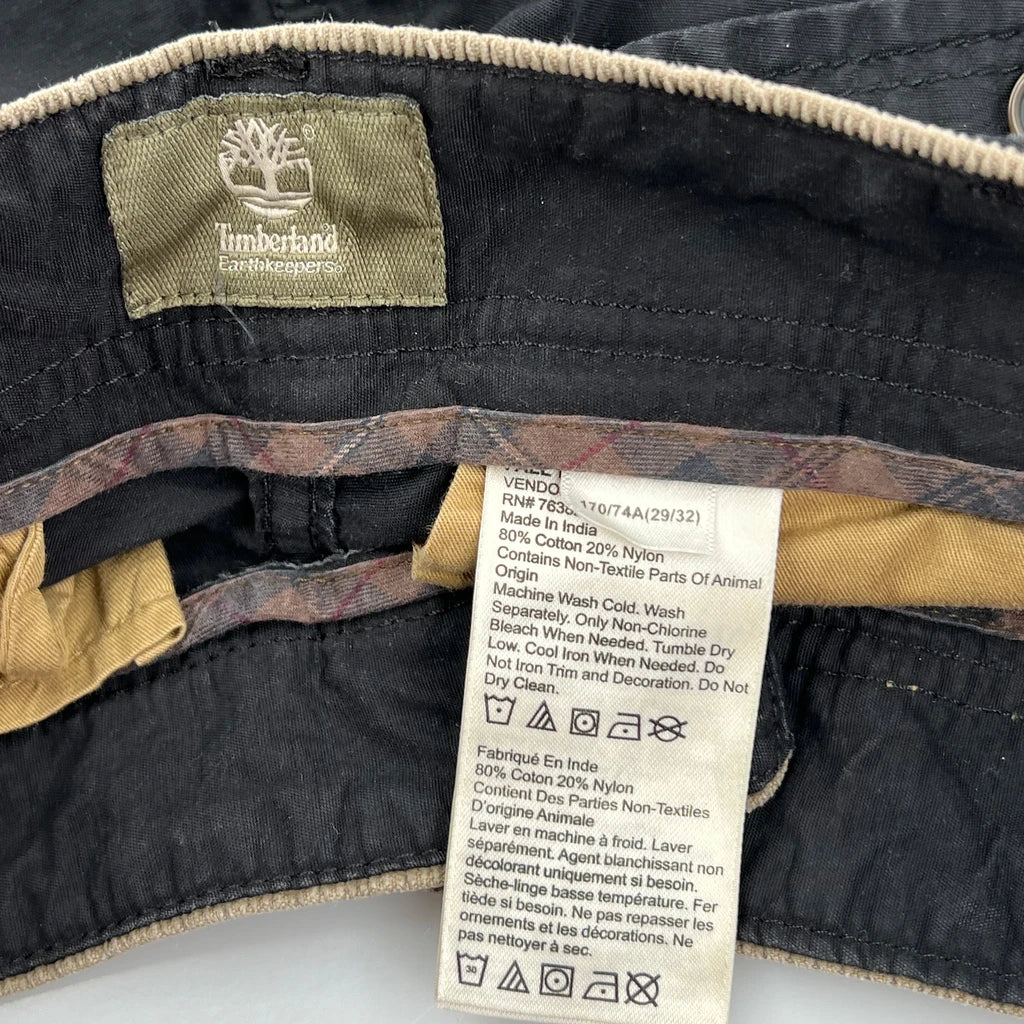 Timberland
Earthkeepers
VENDO
RN# 763
170/74A(29/32)
Made In India
80% Cotton 20% Nylon
Contains Non-Textile Parts Of Animal
Origin
Machine Wash Cold. Wash
Separately. Only Non-Chlorine
Bleach When Needed. Tumble Dry
Low. Cool Iron When Needed. Do
Not Iron Trim and Decoration. Do Not
Dry Clean.
Fabriqué En Inde
80% Coton 20% Nylon
Contient Des Parties Non-Textiles
D'origine Animale
Laver en machine à froid. Laver
séparément. Agent blanchissant non
décolorant uniquement si besoin.
Sèche-linge basse température. Fer
tiède si besoin. Ne pas repasser les
ornements et les décorations. Ne
pas nettoyer à sec.
30